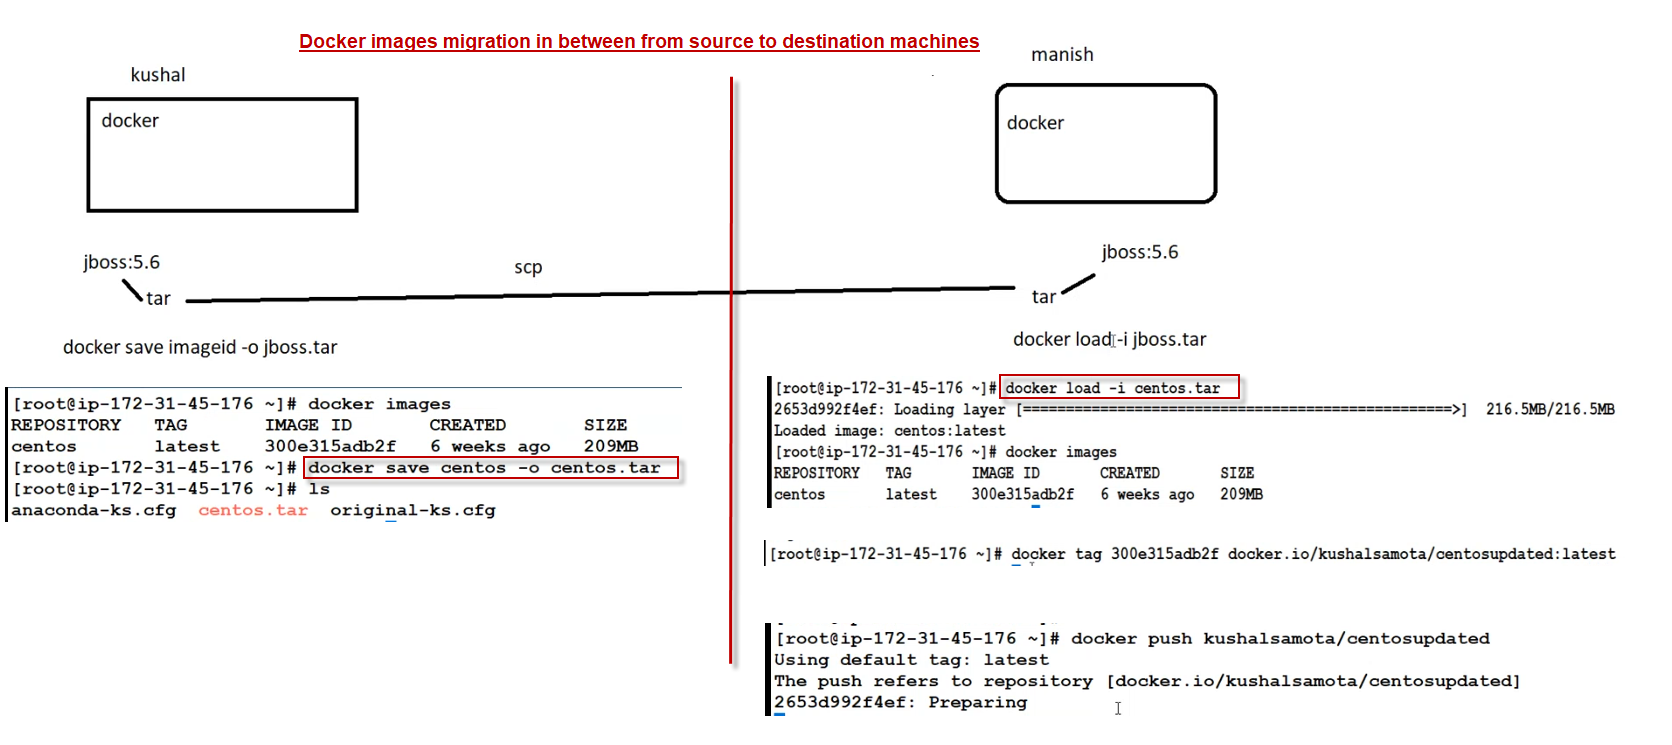 Docker images migration in between from source to destination machines
kushal
docker
jboss:5.6
tar
scp
docker save imageid -o jboss.tar
[root@ip-172-31-45-176 ~]# docker images
REPOSITORY TAG IMAGE ID CREATED SIZE
centos latest 300e315adb2f 6 weeks ago 209MB
[root@ip-172-31-45-176 ~]# docker save centos -o centos.tar
[root@ip-172-31-45-176 ~]# ls
anaconda-ks.cfg centos.tar original-ks.cfg
manish
docker
jboss:5.6
tar
docker load -i jboss.tar
[root@ip-172-31-45-176 ~]# docker load -i centos.tar
2653d992f4ef: Loading layer [==================================================>] 216.5MB/216.5MB
Loaded image: centos:latest
[root@ip-172-31-45-176 ~]# docker images
REPOSITORY TAG IMAGE ID CREATED SIZE
centos latest 300e315adb2f 6 weeks ago 209MB
[root@ip-172-31-45-176 ~]# docker tag 300e315adb2f docker.io/kushalsamota/centosupdated:latest
[root@ip-172-31-45-176 ~]# docker push kushalsamota/centosupdated
Using default tag: latest
The push refers to repository [docker.io/kushalsamota/centosupdated]
2653d992f4ef: Preparing